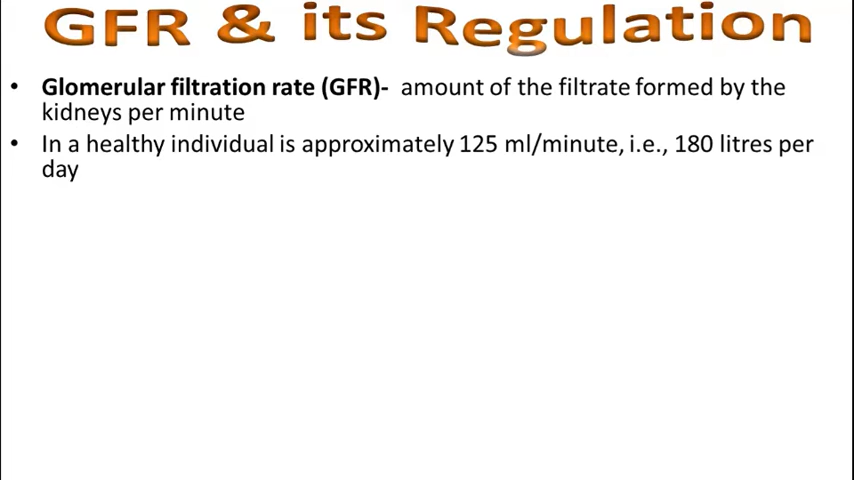 GFR & its Regulation
• Glomerular filtration rate (GFR)- amount of the filtrate formed by the
kidneys per minute
• In a healthy individual is approximately 125 ml/minute, i.e., 180 litres per
day